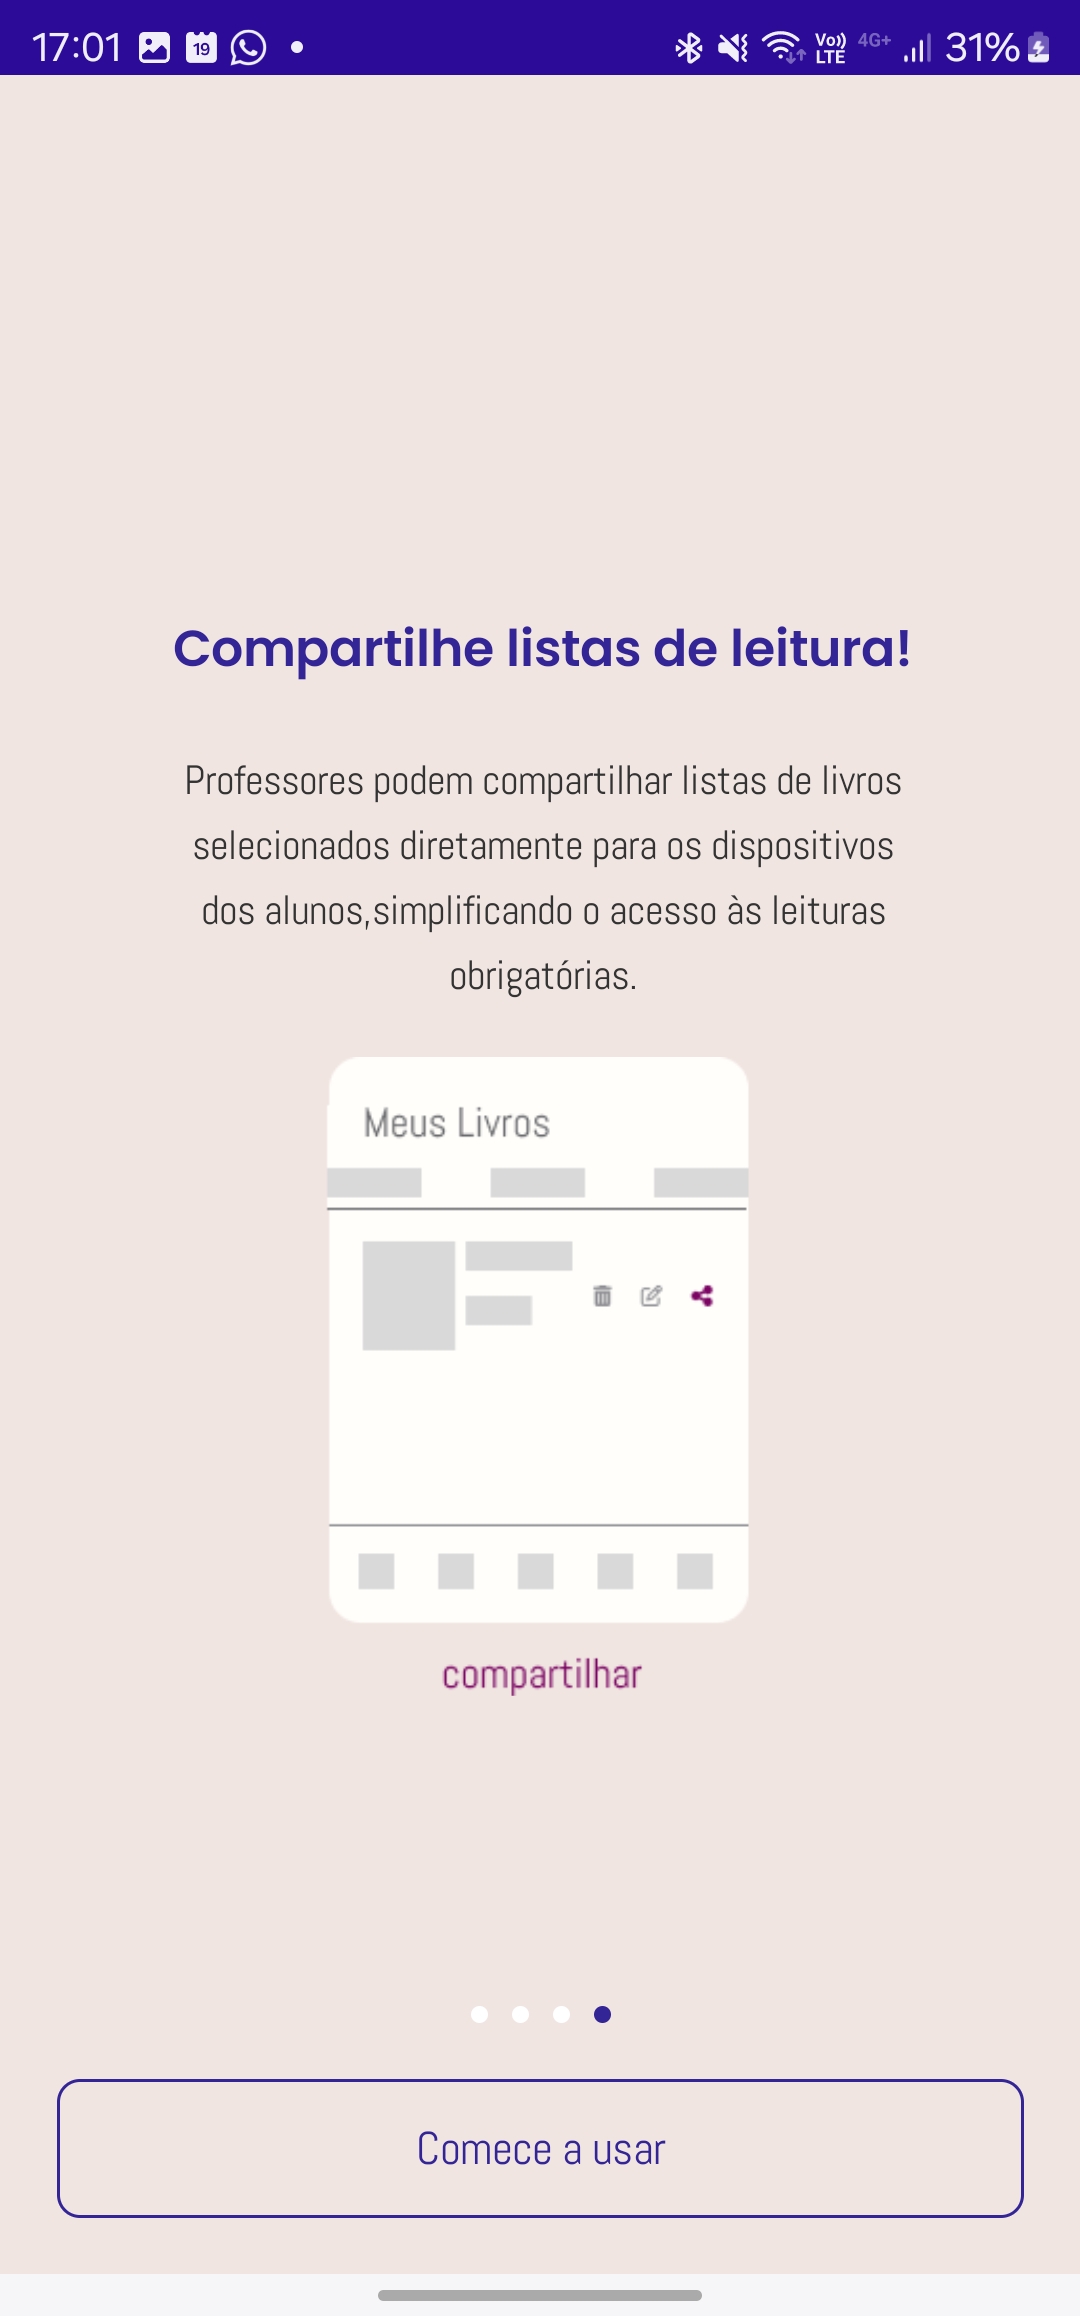 17:01 19 Vo)) LTE 4G+ 31%
Compartilhe listas de leitura!
Professores podem compartilhar listas de livros
selecionados diretamente para os dispositivos
dos alunos,simplificando o acesso às leituras
obrigatórias.
Meus Livros
compartilhar
Comece a usar